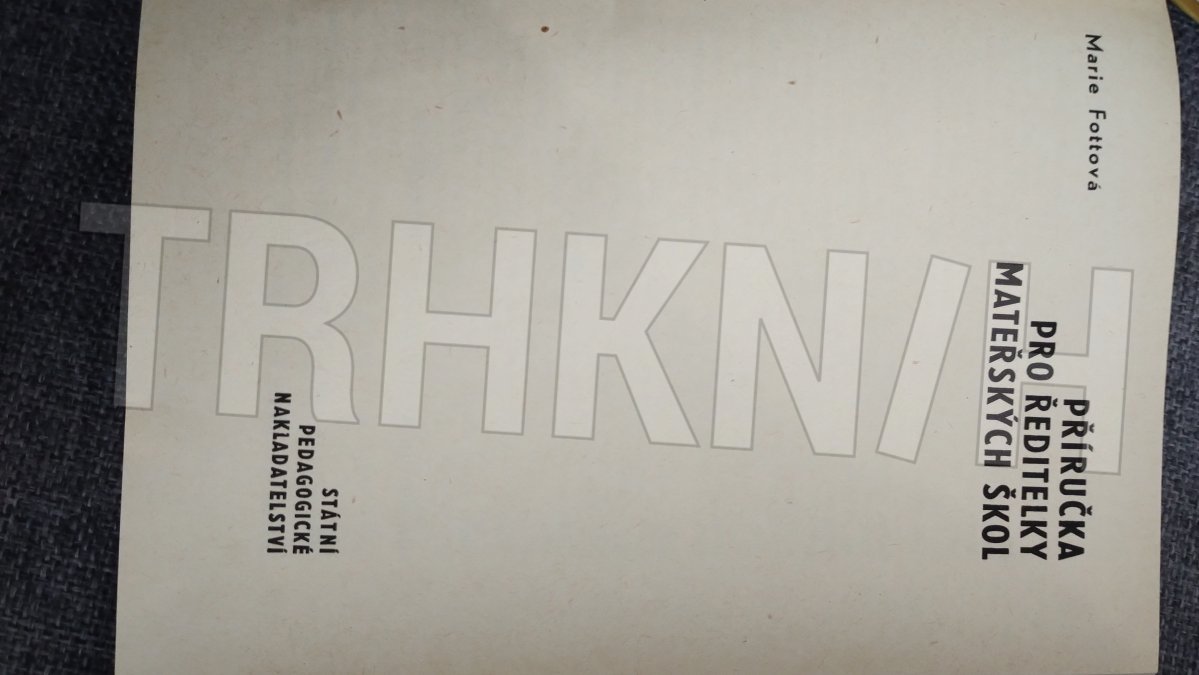 Marie Fottová
PŘÍRUČKA
PRO ŘEDITELKY
MATEŘSKÝCH ŠKOL
STÁTNÍ
PEDAGOGICKÉ
NAKLADATELSTVÍ
TRHKNIH